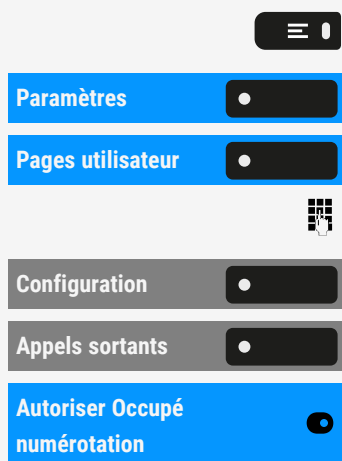 Paramètres
Pages utilisateur
Configuration
Appels sortants
Autoriser Occupé
numérotation